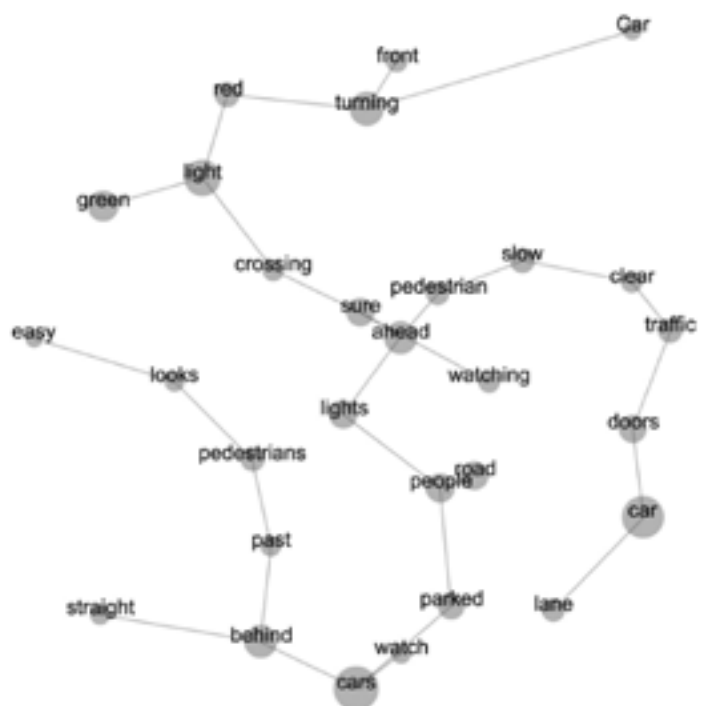 Car
front
red
turning
light
green
slow
crossing
clear
pedestrian
sure
traffic
easy
ahead
looks
watching
lights
doors
pedestrians
road
people
car
past
parked
lane
straight
behind
watch
cars